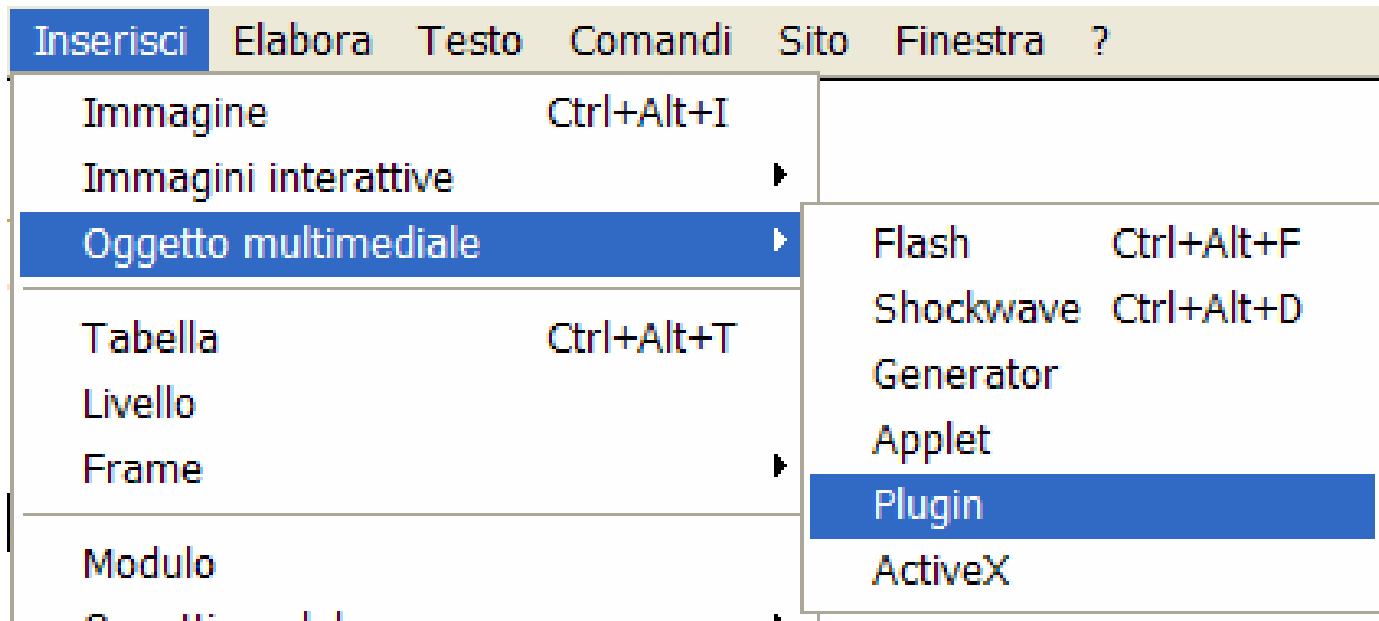 Inserisci Elabora Testo Comandi Sito Finestra ?
Immagine Ctrl+Alt+I
Immagini interattive
Oggetto multimediale
Tabella Ctrl+Alt+T
Livello
Frame
Modulo
Flash Ctrl+Alt+F
Shockwave Ctrl+Alt+D
Generator
Applet
Plugin
ActiveX